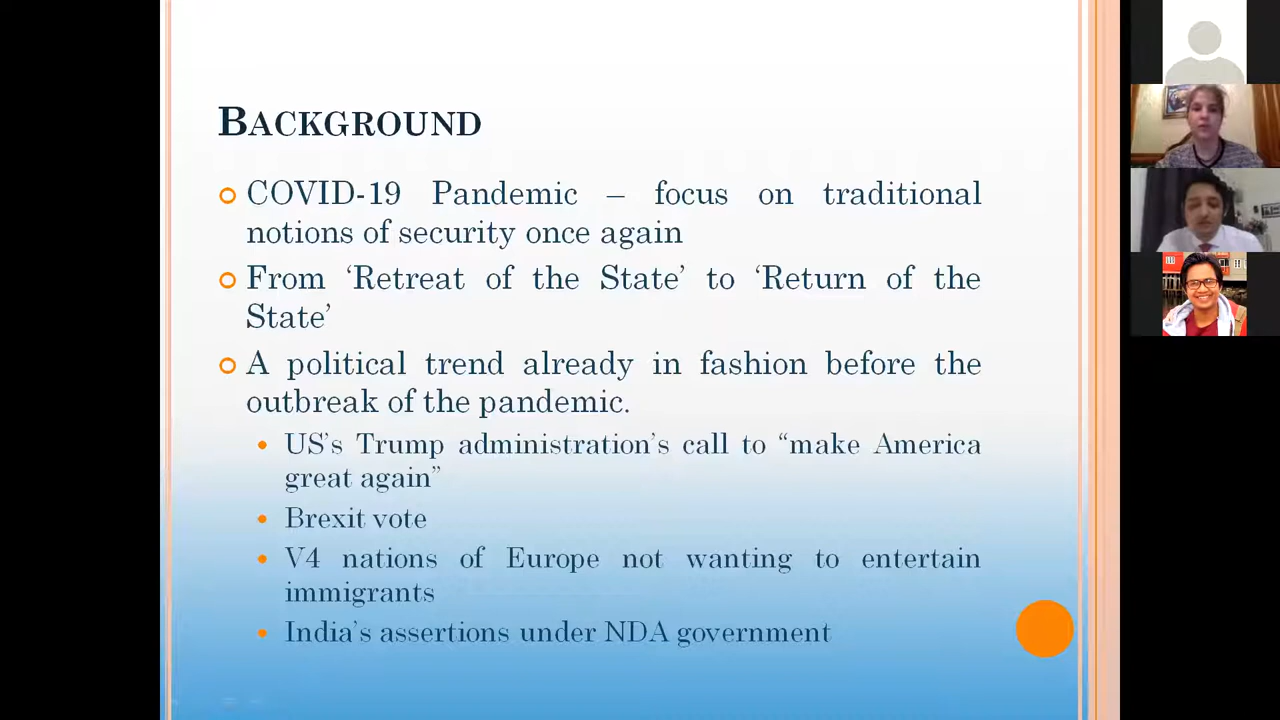 BACKGROUND
COVID-19 Pandemic – focus on traditional
notions of security once again
From ‘Retreat of the State’ to ‘Return of the
State’
A political trend already in fashion before the
outbreak of the pandemic.
US’s Trump administration’s call to “make America
great again”
Brexit vote
V4 nations of Europe not wanting to entertain
immigrants
India’s assertions under NDA government